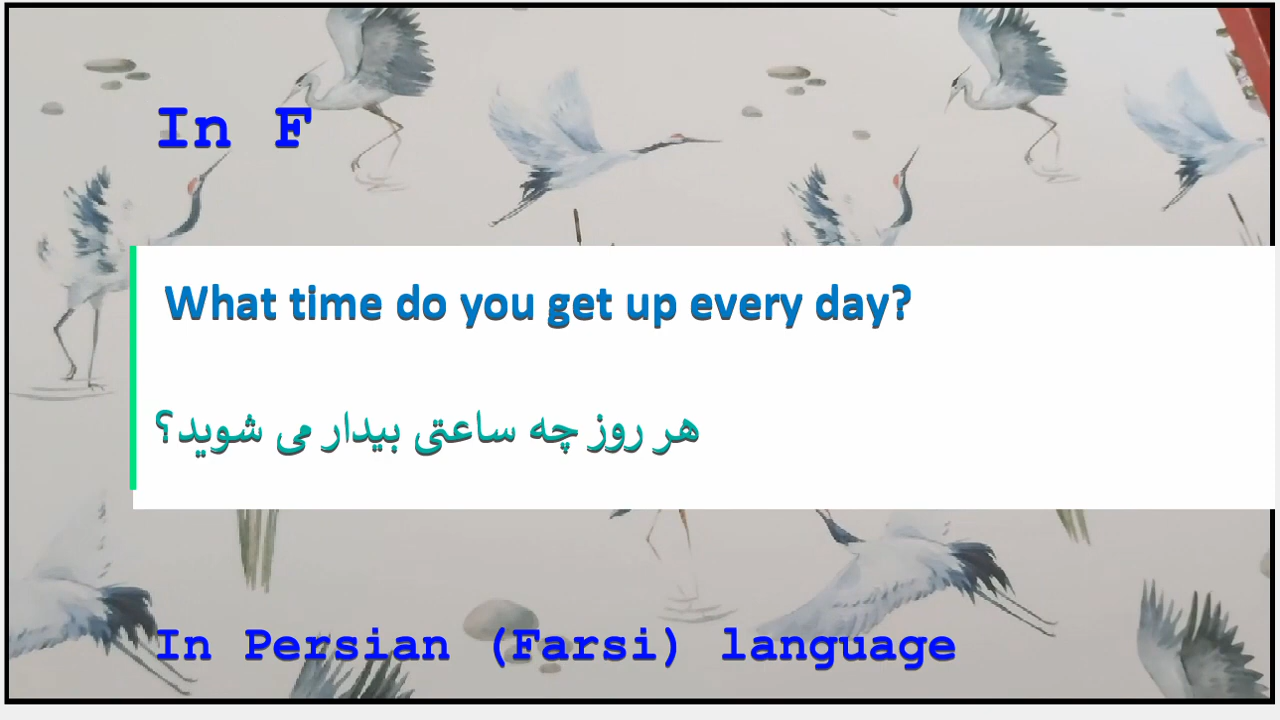 In F
What time do you get up every day?
هر روز چه ساعتی بیدار می شوید؟
In Persian (Farsi) language